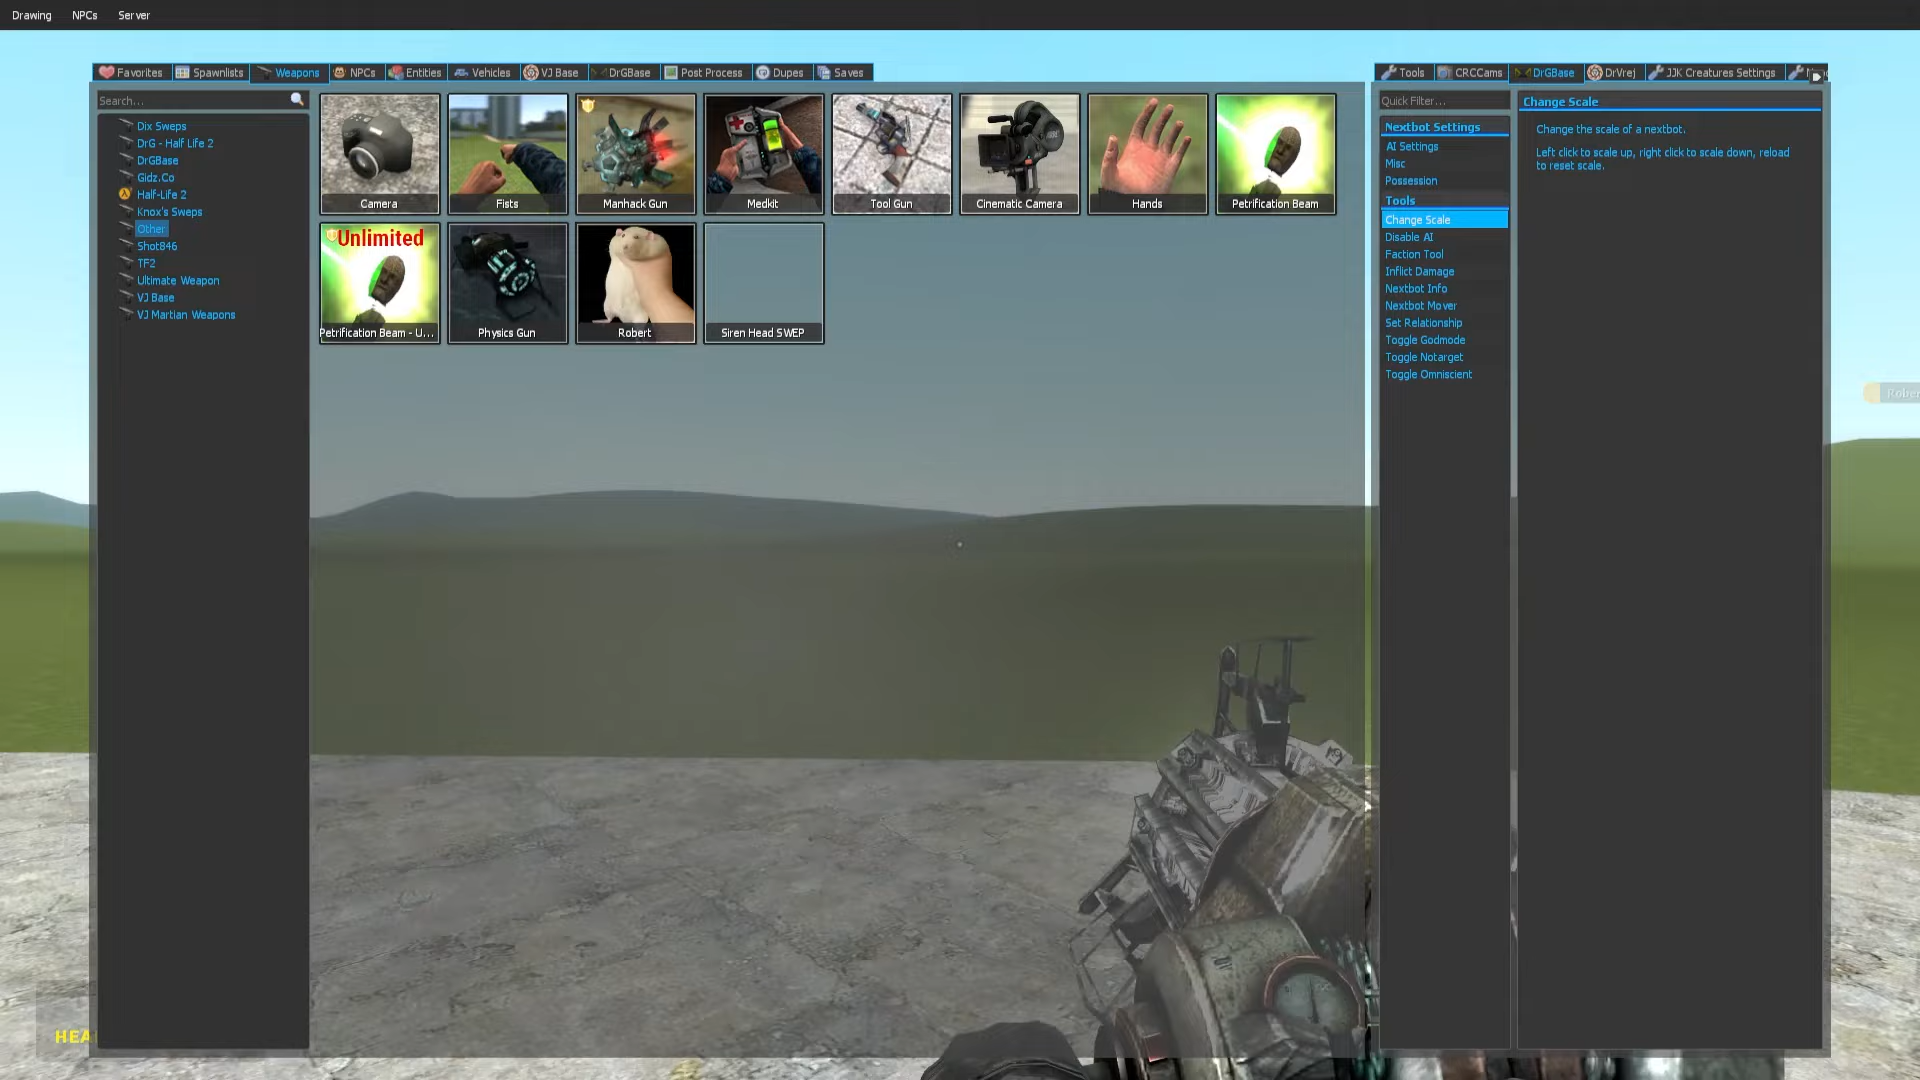 Drawing NPCs Server
Favorites Spawnlists Weapons NPCs Entities Vehicles VJ Base DrGBase Post Process Dupes Saves
Tools CRCCams DrGBase DrVrej JJK Creatures Settings
Search...
Dix Sweps
DrG - Half Life 2
DrGBase
Gidz.Co
Half-Life 2
Knox's Sweps
Other
Shot846
TF2
Ultimate Weapon
VJ Base
VJ Martian Weapons
Camera
Fists
Manhack Gun
Medkit
Tool Gun
Cinematic Camera
Hands
Petrification Beam
Unlimited
Petrification Beam - U...
Physics Gun
Robert
Siren Head SWEP
Quick Filter...
Nextbot Settings
AI Settings
Misc
Possession
Tools
Change Scale
Disable AI
Faction Tool
Inflict Damage
Nextbot Info
Nextbot Mover
Set Relationship
Toggle Godmode
Toggle Notarget
Toggle Omniscient
Change Scale
Change the scale of a nextbot.
Left click to scale up, right click to scale down, reload
to reset scale.
Rober
HEA